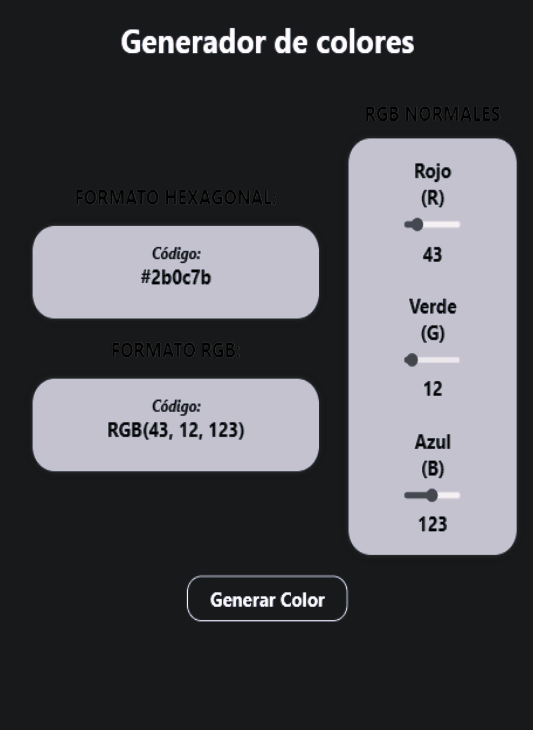 Generador de colores
FORMATO HEXAGONAL:
Código:
#2b0c7b
FORMATO RGB:
Código:
RGB(43, 12, 123)
RGB NORMALES
Rojo
(R)
43
Verde
(G)
12
Azul
(B)
123
Generar Color